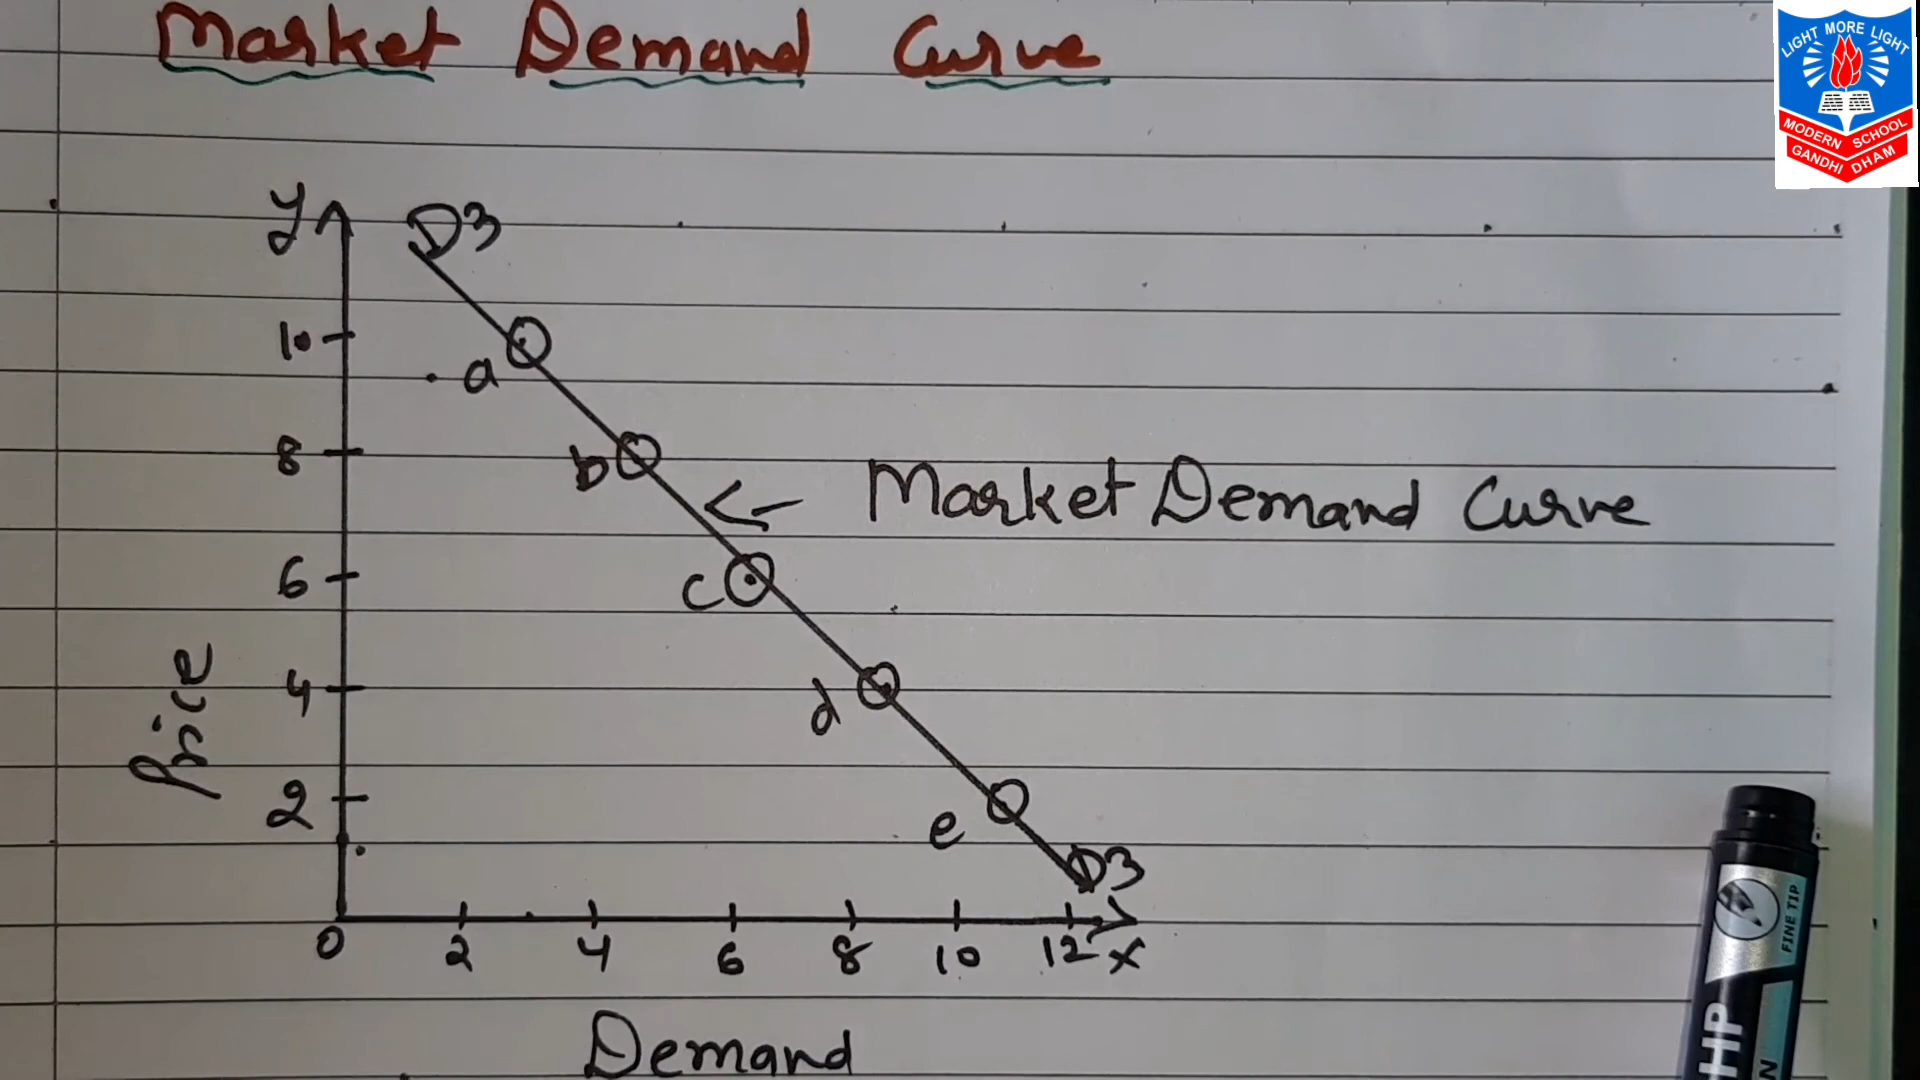 Market Demand Curve
LIGHT MORE LIGHT
MODERN SCHOOL
GANDHI DHAM
y
D3
10
a
8
b
Market Demand Curve
6
c
Price
4
d
2
e
D3
0 2 4 6 8 10 12 x
Demand
FINE TIP
HP